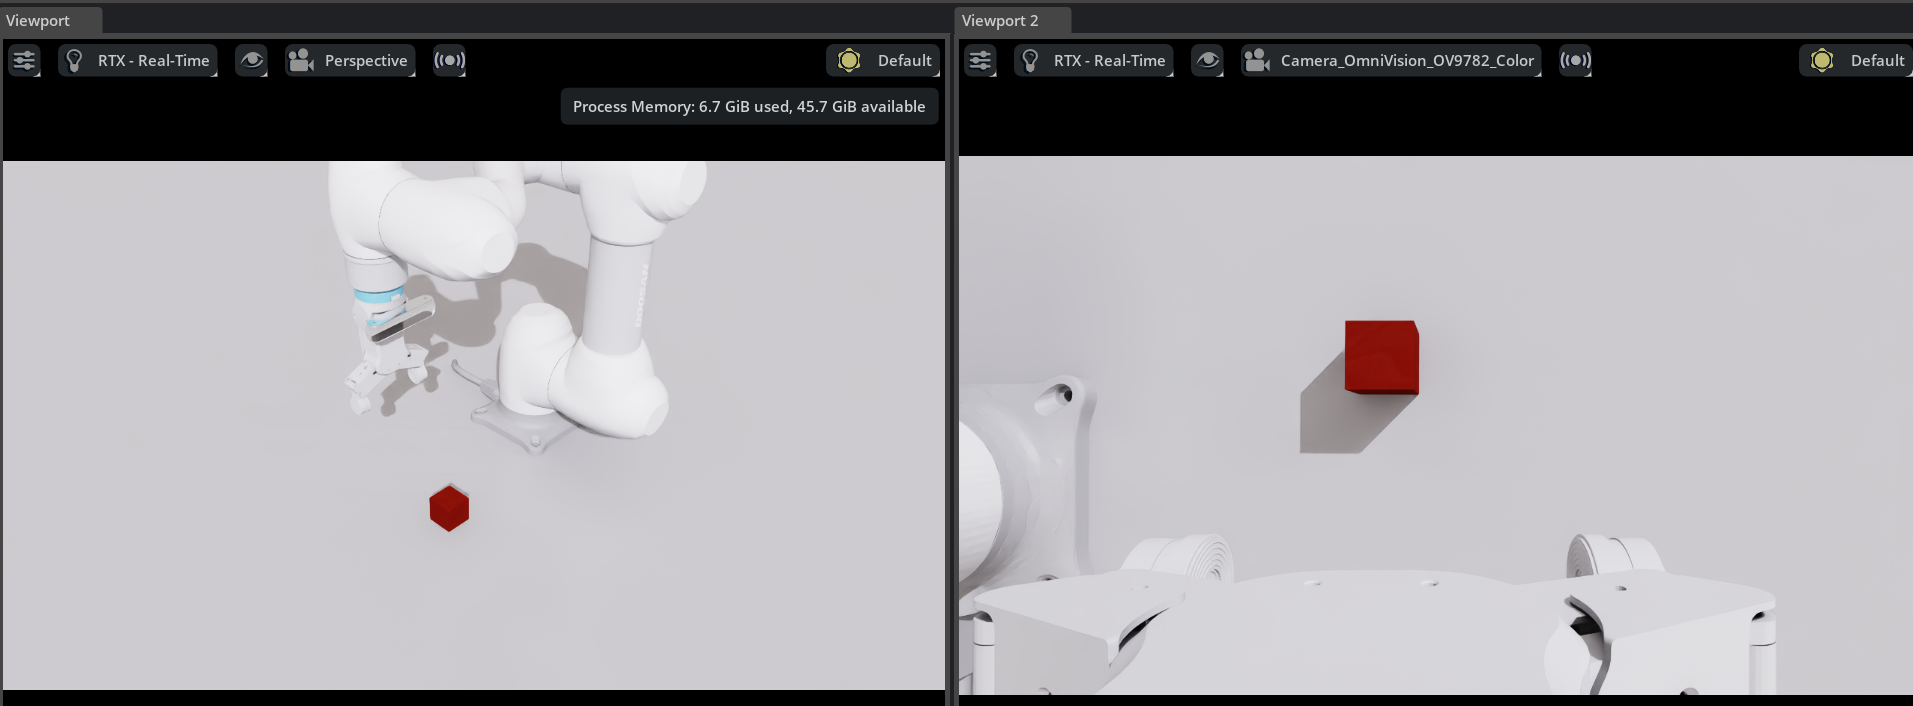 Viewport
RTX - Real-Time
Perspective
Default
Process Memory: 6.7 GiB used, 45.7 GiB available
DOOSAN
Viewport 2
RTX - Real-Time
Camera_OmniVision_OV9782_Color
Default